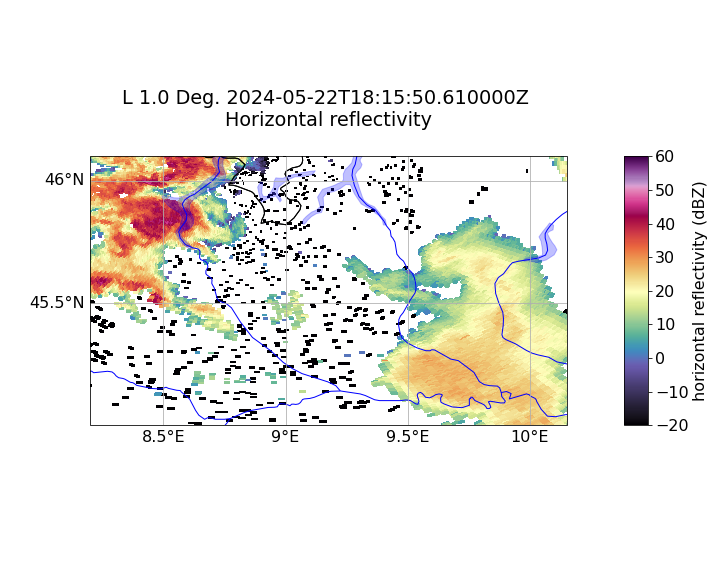 L 1.0 Deg. 2024-05-22T18:15:50.610000Z
Horizontal reflectivity
46°N
45.5°N
8.5°E
9°E
9.5°E
10°E
60
50
40
30
20
10
0
−10
−20
horizontal reflectivity (dBZ)